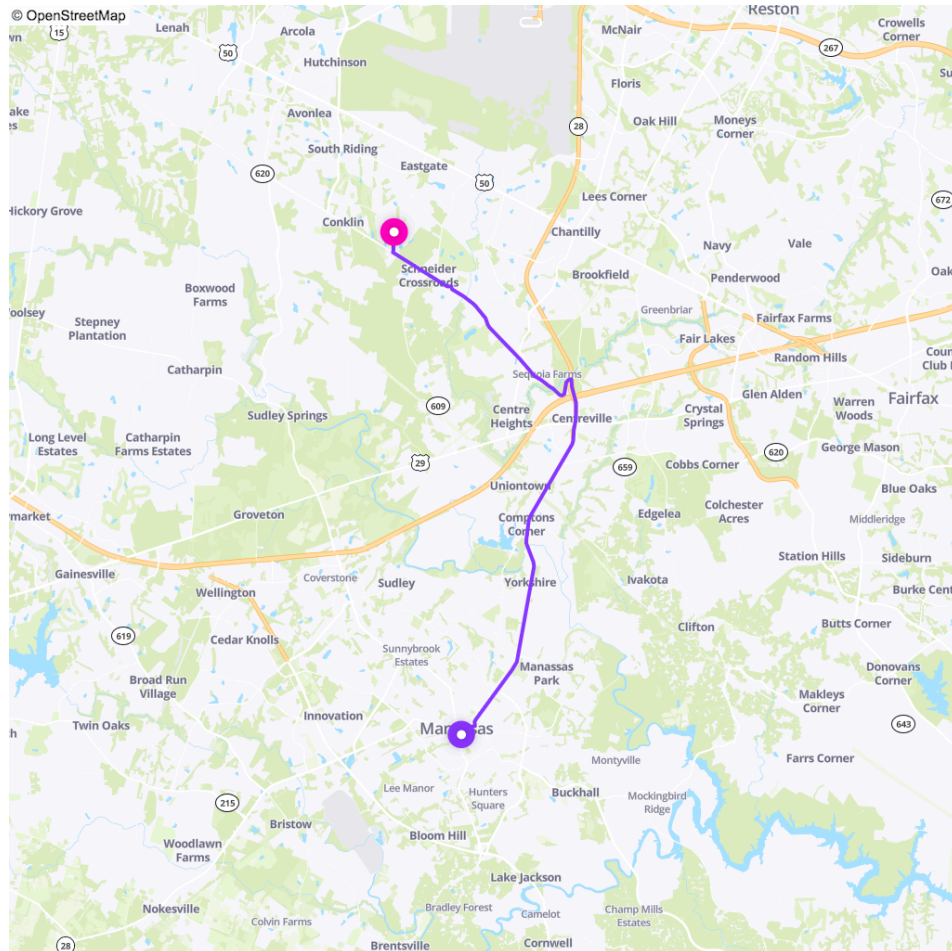 © OpenStreetMap
Reston
Lenah
Arcola
McNair
Crowells
Corner
15
50
267
Hutchinson
Floris
Avonlea
Oak Hill
Moneys
Corner
28
South Riding
Eastgate
620
50
Lees Corner
672
Hickory Grove
Conklin
Chantilly
Navy
Vale
Schneider
Crossroads
Brookfield
Penderwood
Boxwood
Farms
Greenbriar
Stepney
Plantation
Fairfax Farms
Fair Lakes
Random Hills
Catharpin
Sequoia Farms
Glen Alden
Fairfax
609
Centre
Heights
Centreville
Crystal
Springs
Warren
Woods
Sudley Springs
Long Level
Estates
Catharpin
Farms Estates
29
659
Cobbs Corner
620
George Mason
Uniontown
Blue Oaks
Groveton
Comptons
Corner
Edgelea
Colchester
Acres
Middleridge
Station Hills
Sideburn
Gainesville
Coverstone
Sudley
Yorkshire
Ivakota
Wellington
Clifton
Butts Corner
619
Cedar Knolls
Sunnybrook
Estates
Manassas
Park
Donovans
Corner
Broad Run
Village
Makleys
Corner
Twin Oaks
Innovation
643
Montyville
Farrs Corner
Lee Manor
Hunters
Square
Buckhall
Mockingbird
Ridge
215
Bristow
Bloom Hill
Woodlawn
Farms
Lake Jackson
Nokesville
Colvin Farms
Bradley Forest
Camelot
Champ Mills
Estates
28
Brentsville
Cornwell